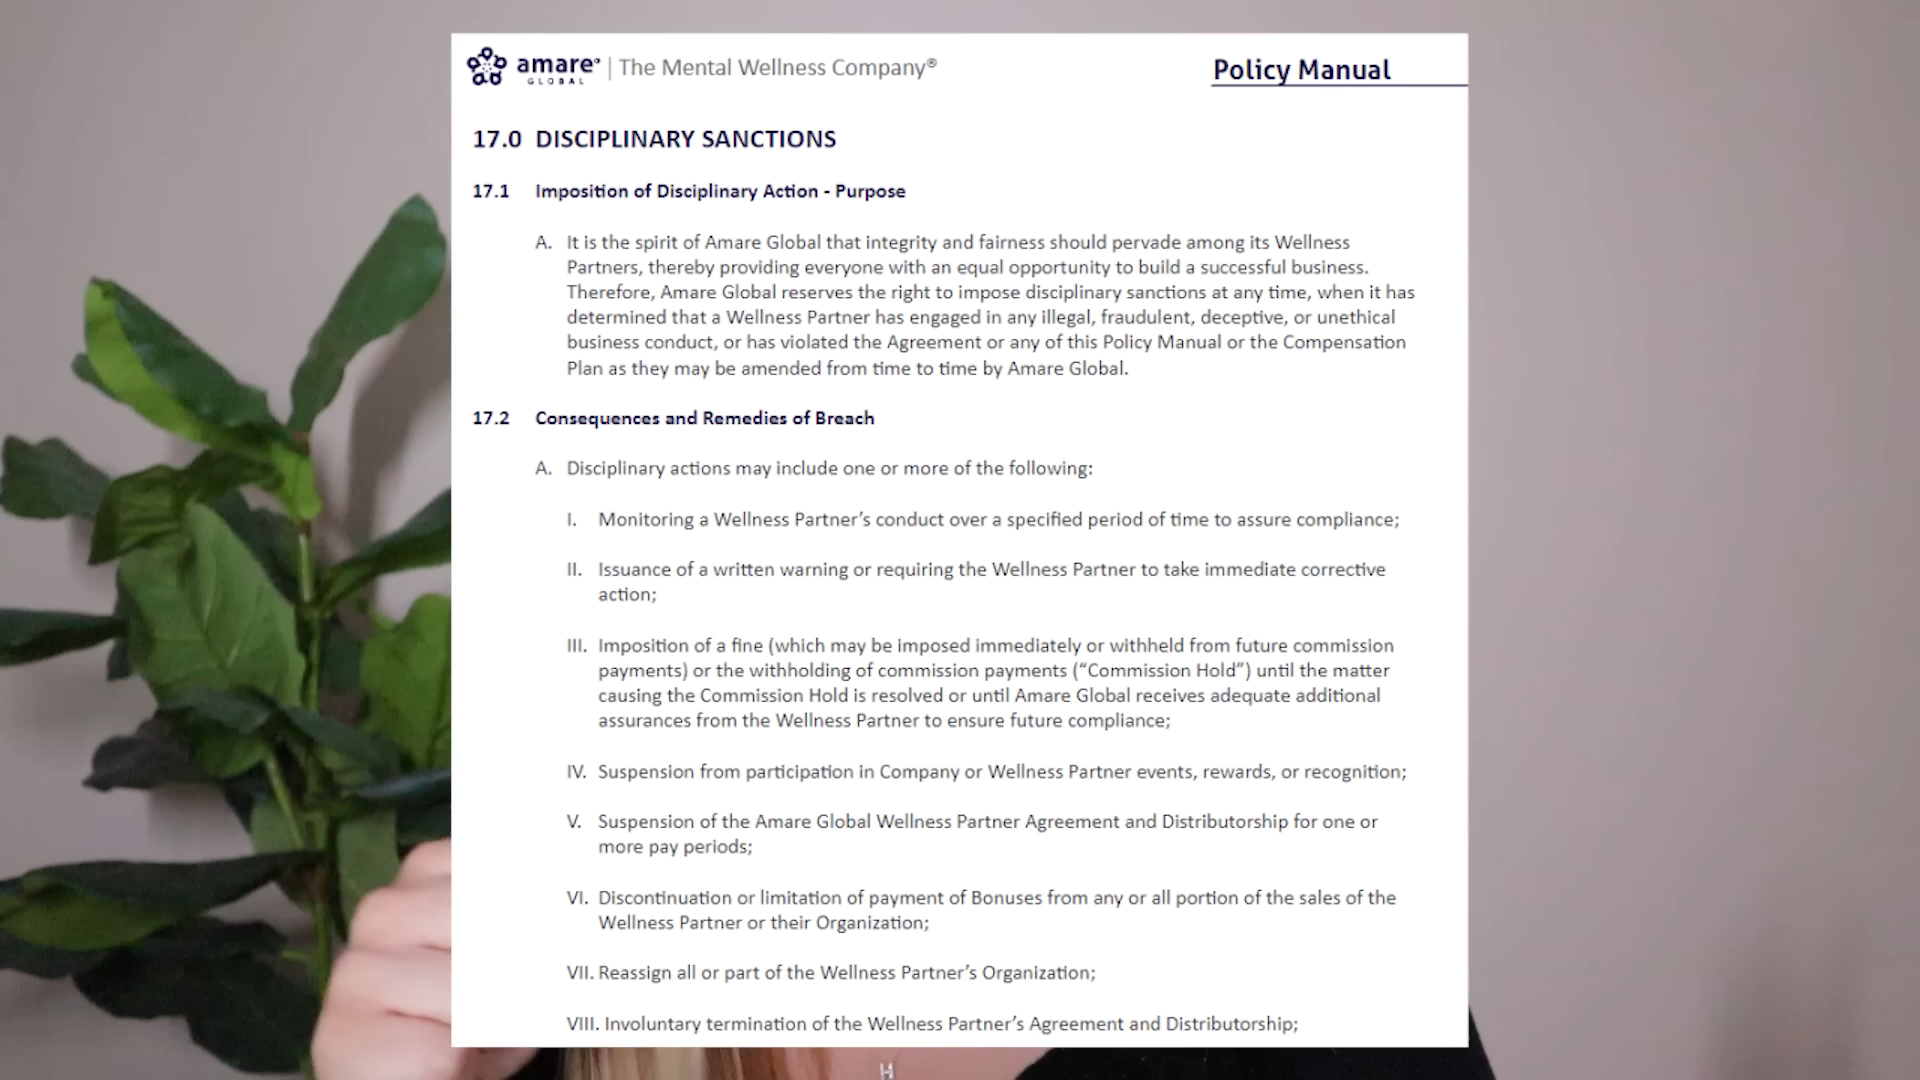 amare®
GLOBAL
The Mental Wellness Company®
Policy Manual
17.0 DISCIPLINARY SANCTIONS
17.1 Imposition of Disciplinary Action - Purpose
A. It is the spirit of Amare Global that integrity and fairness should pervade among its Wellness
Partners, thereby providing everyone with an equal opportunity to build a successful business.
Therefore, Amare Global reserves the right to impose disciplinary sanctions at any time, when it has
determined that a Wellness Partner has engaged in any illegal, fraudulent, deceptive, or unethical
business conduct, or has violated the Agreement or any of this Policy Manual or the Compensation
Plan as they may be amended from time to time by Amare Global.
17.2 Consequences and Remedies of Breach
A. Disciplinary actions may include one or more of the following:
I. Monitoring a Wellness Partner’s conduct over a specified period of time to assure compliance;
II. Issuance of a written warning or requiring the Wellness Partner to take immediate corrective
action;
III. Imposition of a fine (which may be imposed immediately or withheld from future commission
payments) or the withholding of commission payments (“Commission Hold”) until the matter
causing the Commission Hold is resolved or until Amare Global receives adequate additional
assurances from the Wellness Partner to ensure future compliance;
IV. Suspension from participation in Company or Wellness Partner events, rewards, or recognition;
V. Suspension of the Amare Global Wellness Partner Agreement and Distributorship for one or
more pay periods;
VI. Discontinuation or limitation of payment of Bonuses from any or all portion of the sales of the
Wellness Partner or their Organization;
VII. Reassign all or part of the Wellness Partner’s Organization;
VIII. Involuntary termination of the Wellness Partner’s Agreement and Distributorship;
H